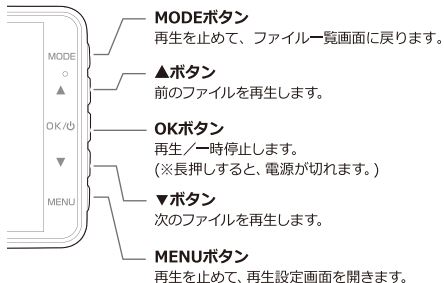 MODEボタン
再生を止めて、ファイル一覧画面に戻ります。
MODE
▲ボタン
前のファイルを再生します。
▲
OKボタン
OK/⏻
再生／一時停止します。
(※長押しすると、電源が切れます。)
▼
▼ボタン
次のファイルを再生します。
MENU
MENUボタン
再生を止めて、再生設定画面を開きます。